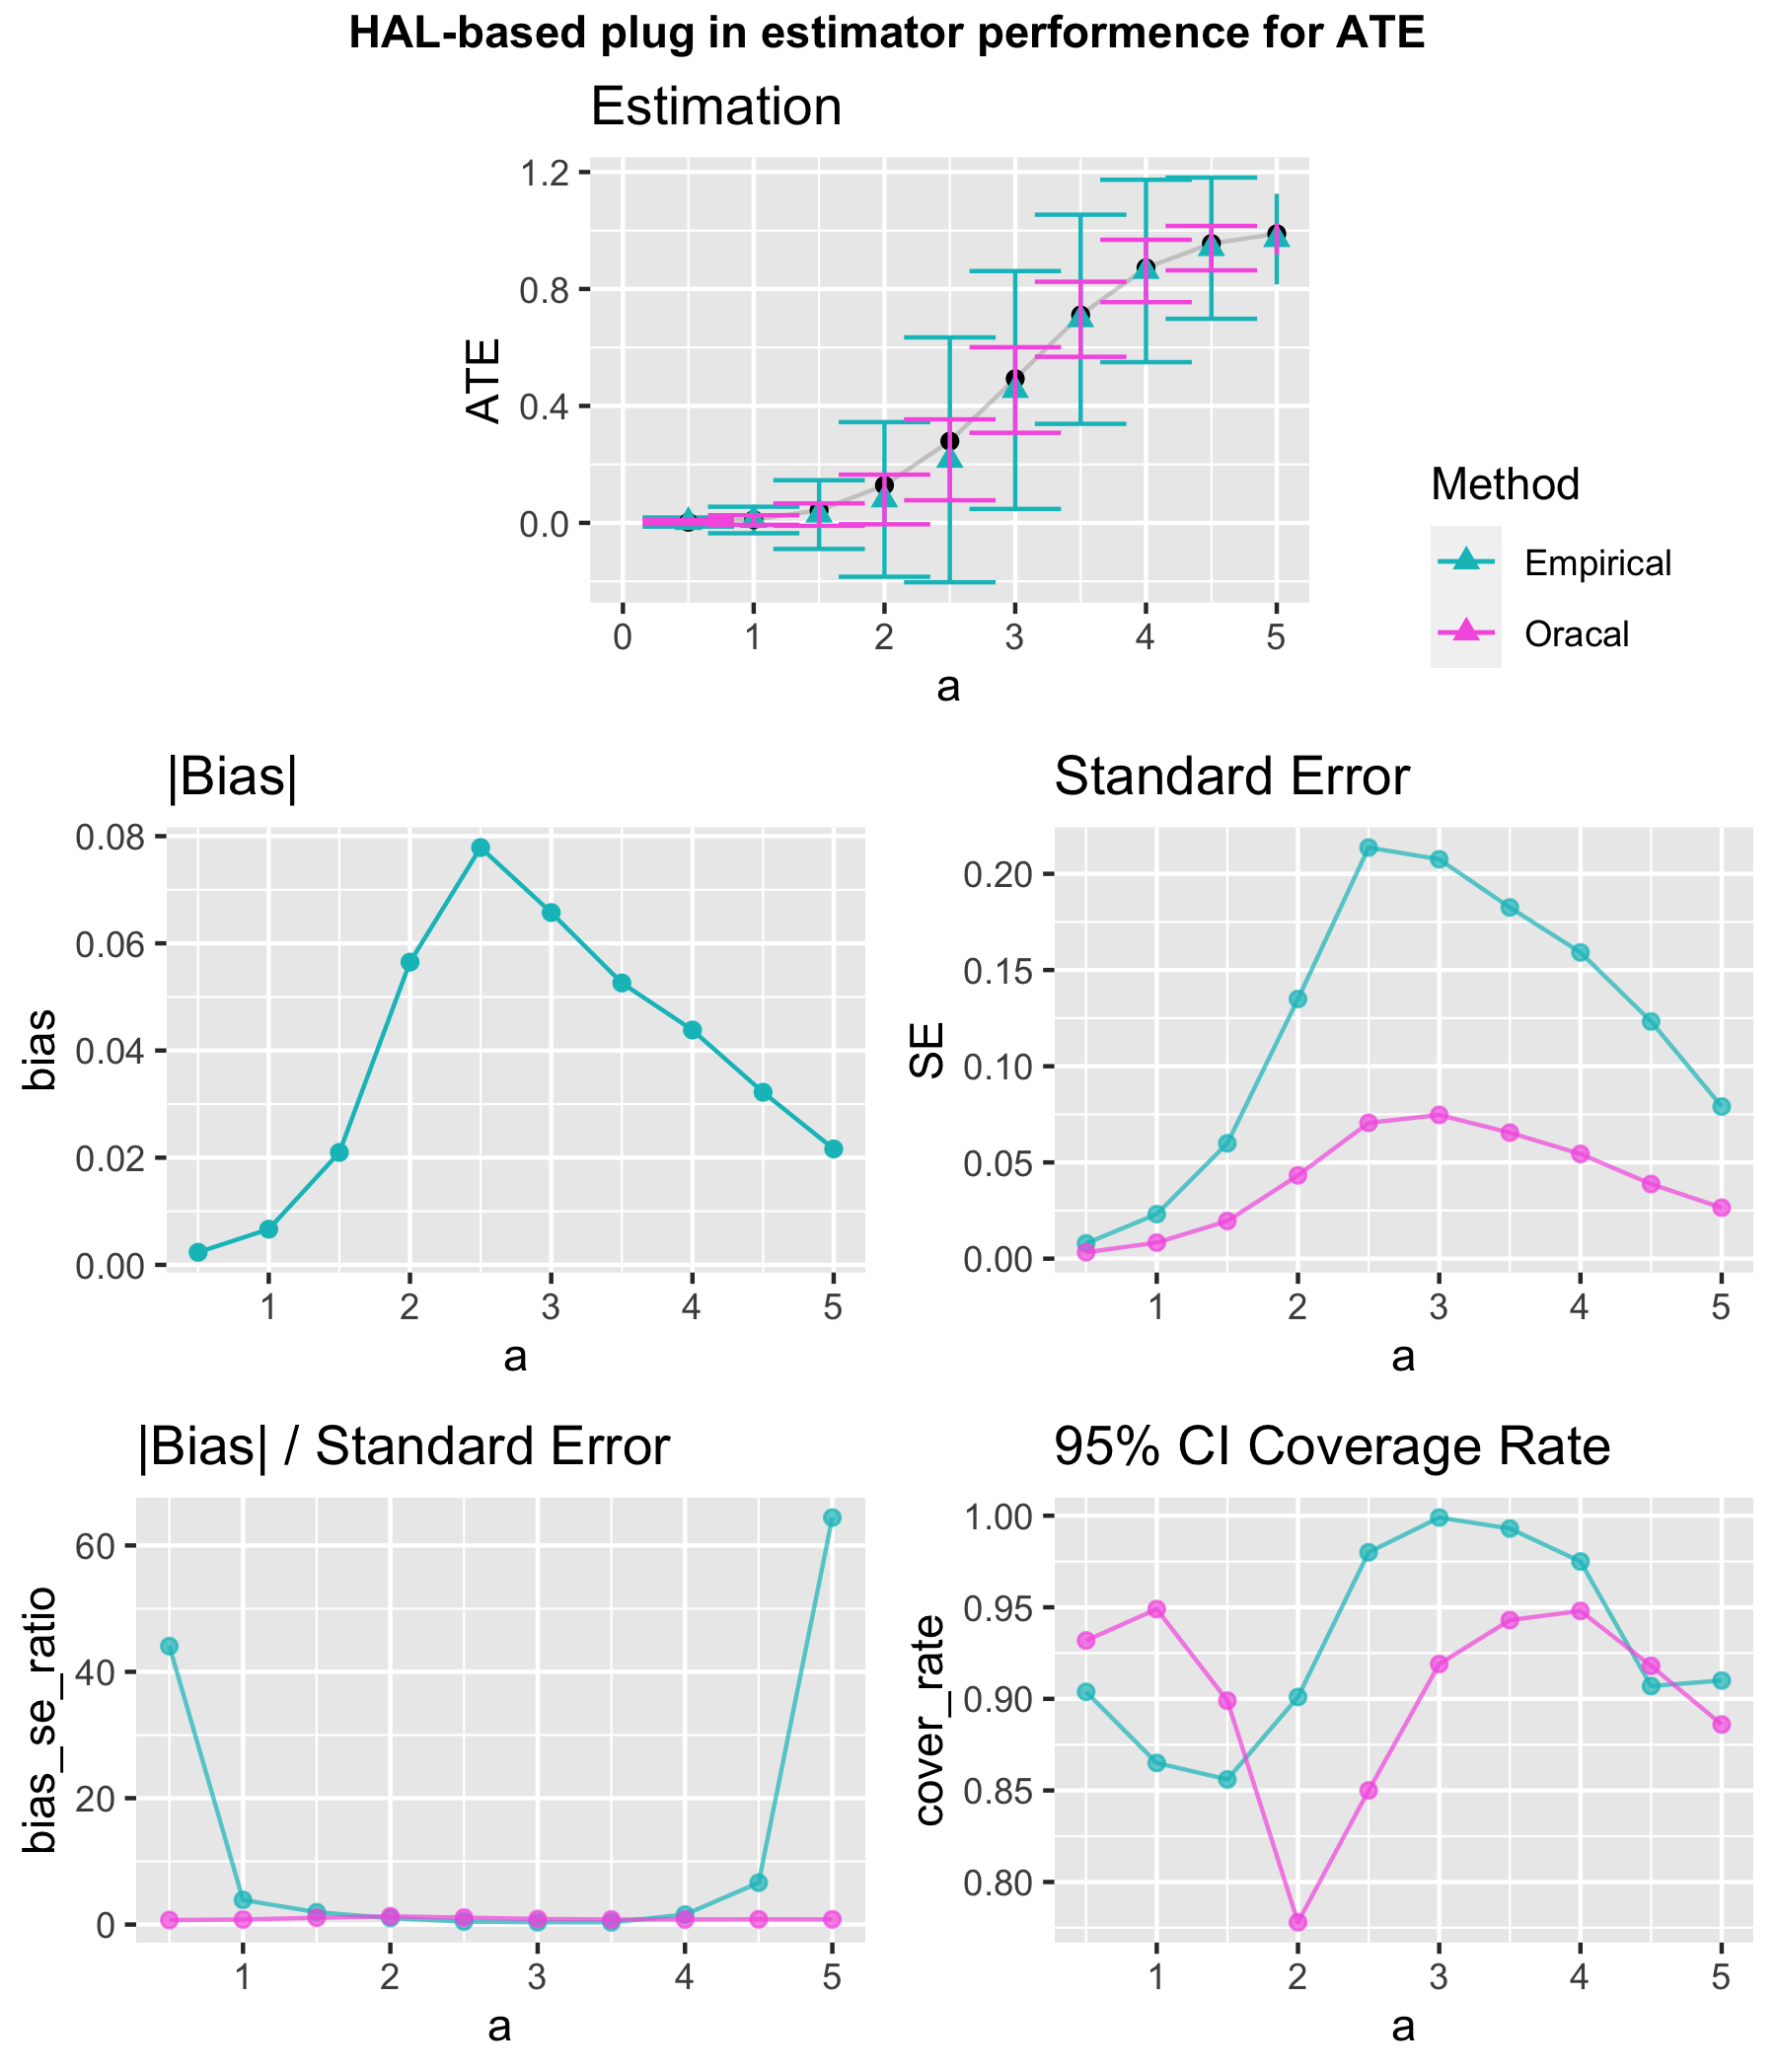 HAL-based plug in estimator performence for ATE
Estimation
1.2
0.8
0.4
0.0
ATE
0 1 2 3 4 5
a
Method
Empirical
Oracal
|Bias|
0.08
0.06
0.04
0.02
0.00
bias
1 2 3 4 5
a
Standard Error
0.20
0.15
0.10
0.05
0.00
SE
1 2 3 4 5
a
|Bias| / Standard Error
60
40
20
0
bias_se_ratio
1 2 3 4 5
a
95% CI Coverage Rate
1.00
0.95
0.90
0.85
0.80
cover_rate
1 2 3 4 5
a